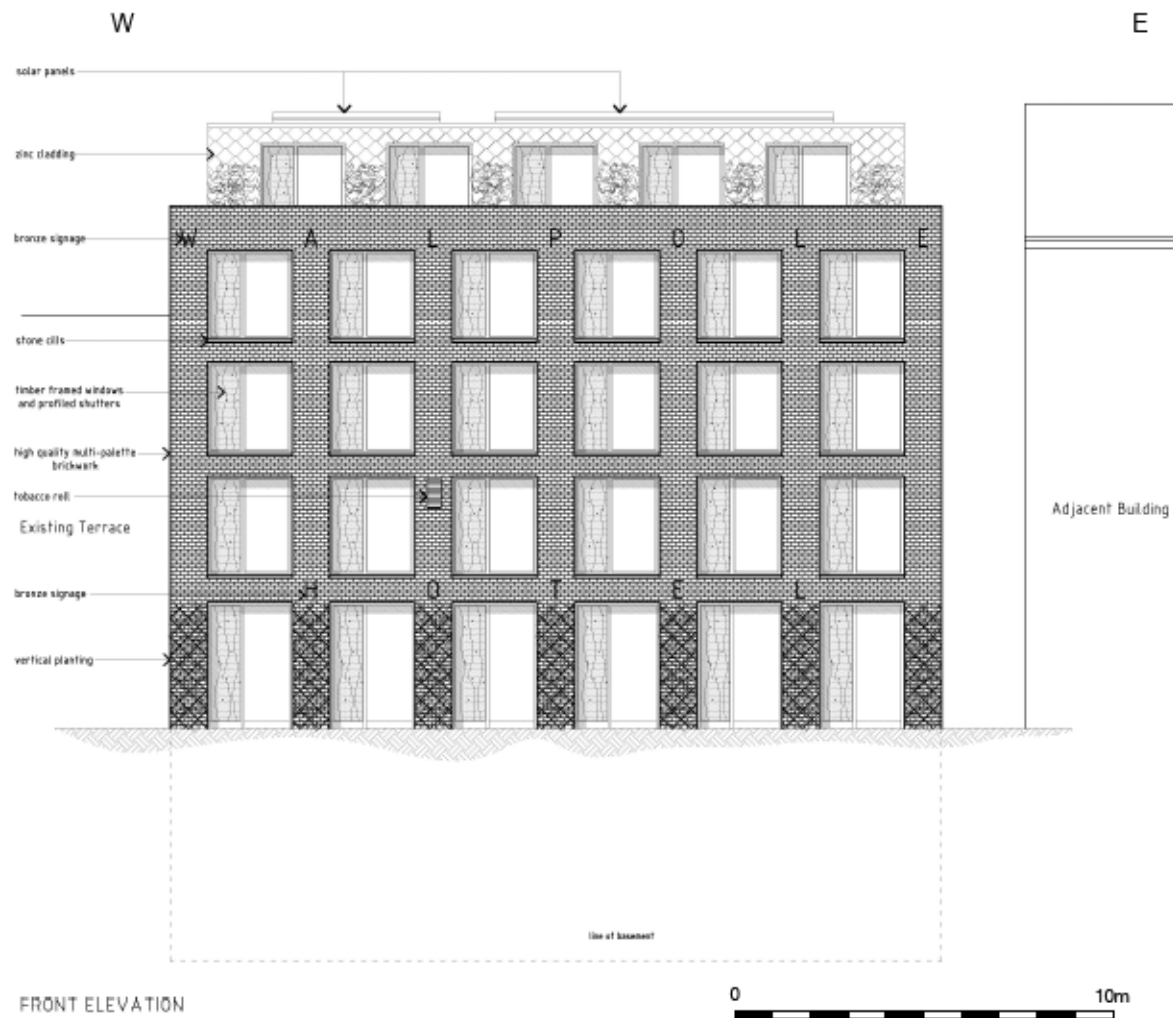 W
E
solar panels
zinc cladding
bronze signage
W A L P O L E
stone cills
timber framed windows
and profiled shutters
high quality multi-palette
brickwork
tobacco roll
Existing Terrace
Adjacent Building
bronze signage
H O T E L
vertical planting
line of basement
FRONT ELEVATION
0
10m